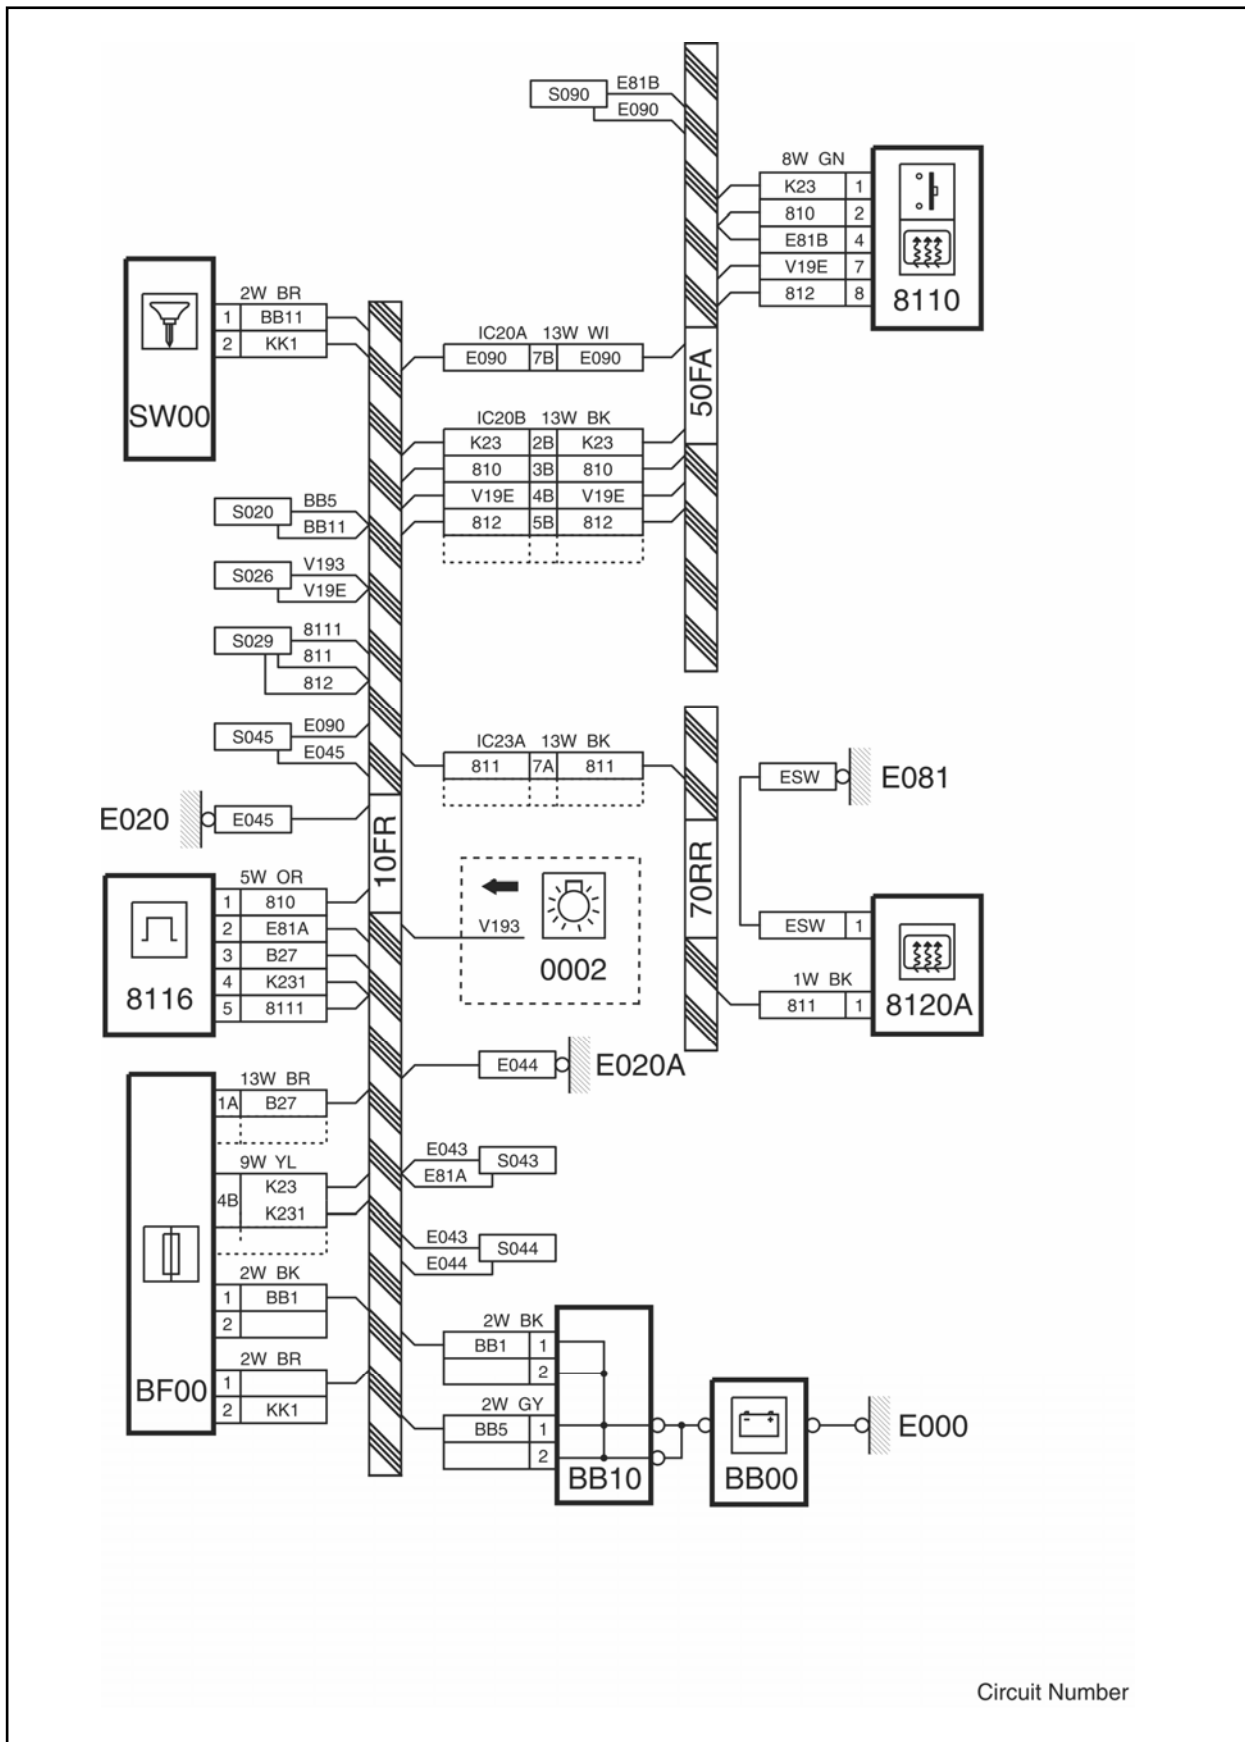 S090 E81B
E090
8W GN
K23 1
810 2
E81B 4
V19E 7
812 8
8110
2W BR
1 BB11
2 KK1
SW00
IC20A 13W WI
E090 7B E090
50FA
IC20B 13W BK
K23 2B K23
810 3B 810
V19E 4B V19E
812 5B 812
S020 BB5
BB11
S026 V193
V19E
S029 8111
811
812
S045 E090
E045
IC23A 13W BK
811 7A 811
ESW E081
E020 E045
10FR
70RR
5W OR
1 810
2 E81A
3 B27
4 K231
5 8111
8116
V193
0002
ESW 1
1W BK
811 1
8120A
E044 E020A
13W BR
1A B27
9W YL
4B K23
K231
2W BK
1 BB1
2
2W BR
1
2 KK1
BF00
E043 S043
E81A
E043 S044
E044
2W BK
BB1 1
2
2W GY
BB5 1
2
BB10
BB00
E000
Circuit Number